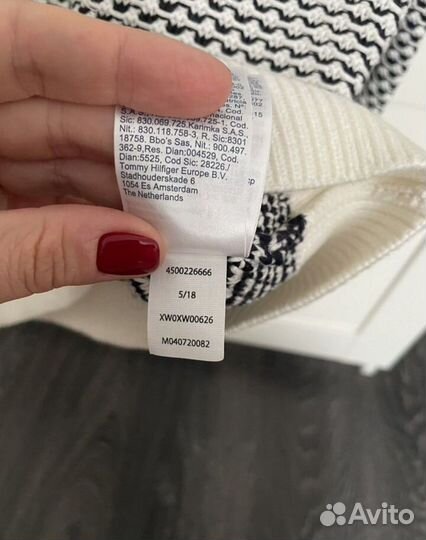 S.A.S,
Cod.
Sic: 830.069.725,Karimka S.A.S.,
Nit.: 830.118.758-3, R. Sic:8301
18758. Bbo's Sas, Nit.: 900.497.
362-9,Res. Dian:004529, Cod.
Dian:5525, Cod Sic: 28226./
Tommy Hilfiger Europe B.V.
Stadhouderskade 6
1054 Es Amsterdam
The Netherlands
4500226666
5/18
XW0XW00626
M040720082
Avito